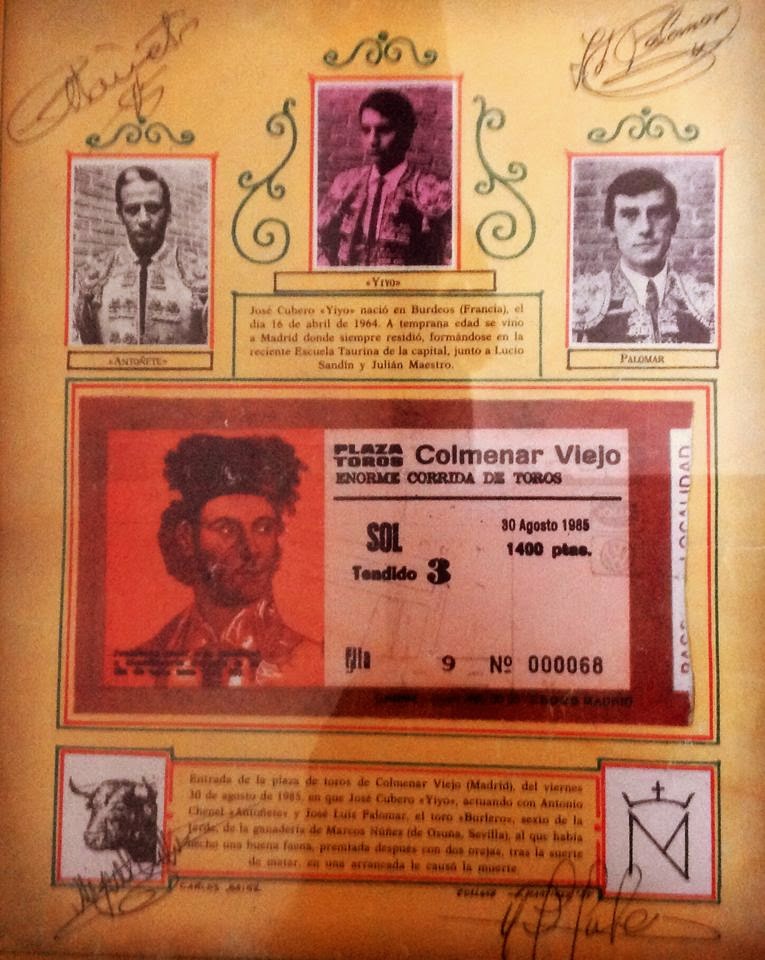 Antoñete
J L Palomar
«YIYO»
José Cubero «Yiyo» nació en Burdeos (Francia), el
día 16 de abril de 1964. A temprana edad se vino
a Madrid donde siempre residió, formándose en la
reciente Escuela Taurina de la capital, junto a Lucio
Sandín y Julián Maestro.
«ANTOÑETE»
PALOMAR
PLAZA
TOROS
Colmenar Viejo
ENORME CORRIDA DE TOROS
SOL
30 Agosto 1985
1400 ptas.
Tendido 3
fila 9 Nº 000068
LOCALIDAD
MADRID
Entrada de la plaza de toros de Colmenar Viejo (Madrid), del viernes
30 de agosto de 1985, en que José Cubero «Yiyo», actuando con Antonio
Chenel «Antoñete» y José Luis Palomar, el toro «Burlero», sexto de la
tarde, de la ganadería de Marcos Núñez (de Osuna, Sevilla), al que había
hecho una buena faena, premiada después con dos orejas, tras la suerte
de matar, en una arrancada le causó la muerte.